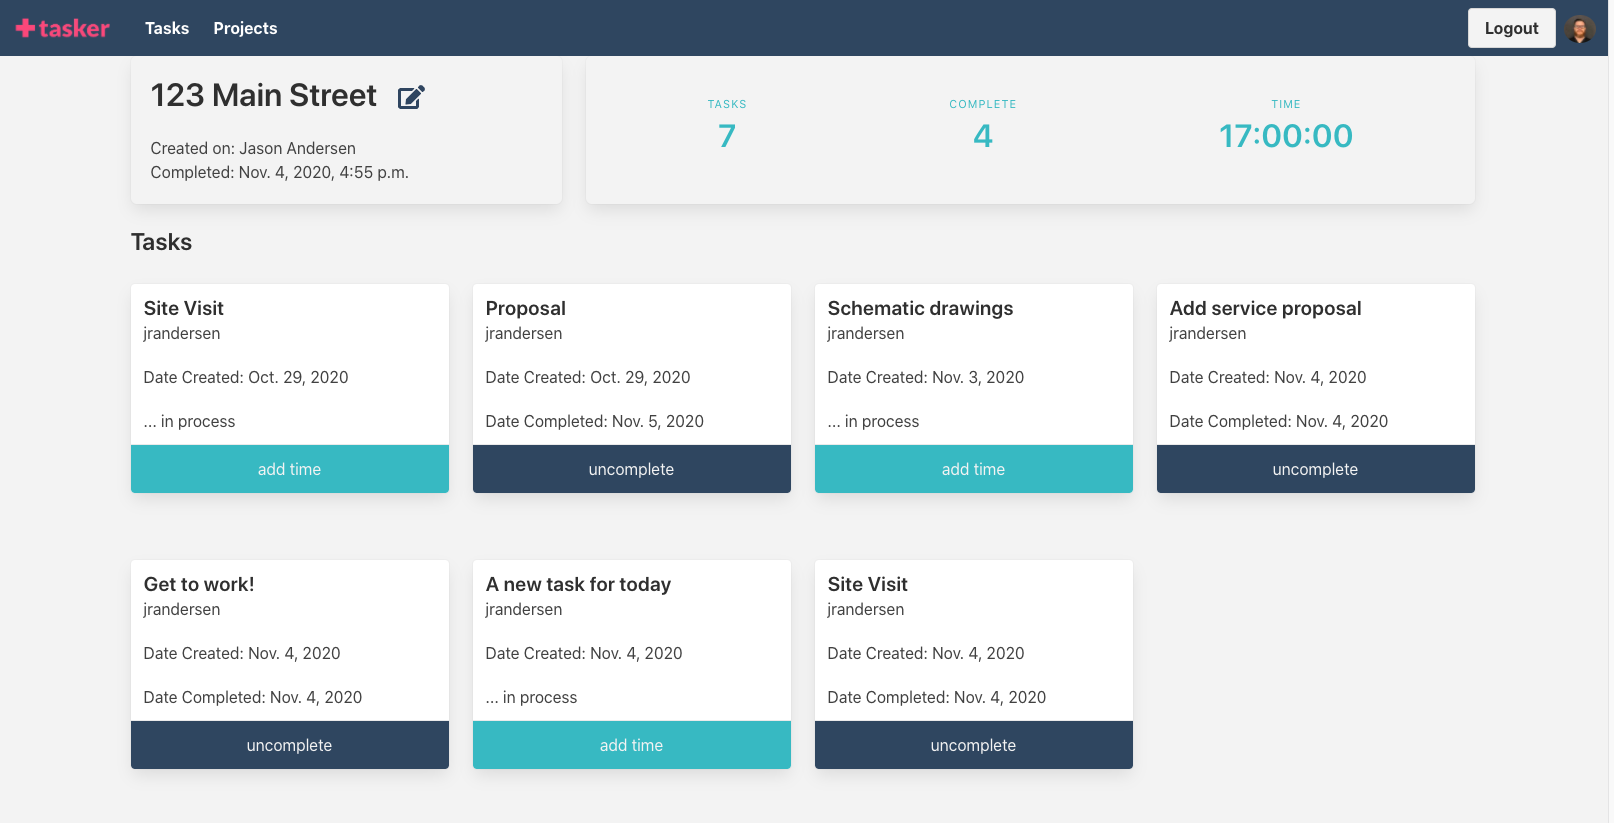 tasker
Tasks Projects
Logout
123 Main Street
Created on: Jason Andersen
Completed: Nov. 4, 2020, 4:55 p.m.
TASKS
7
COMPLETE
4
TIME
17:00:00
Tasks
Site Visit
jrandersen
Date Created: Oct. 29, 2020
... in process
add time
Proposal
jrandersen
Date Created: Oct. 29, 2020
Date Completed: Nov. 5, 2020
uncomplete
Schematic drawings
jrandersen
Date Created: Nov. 3, 2020
... in process
add time
Add service proposal
jrandersen
Date Created: Nov. 4, 2020
Date Completed: Nov. 4, 2020
uncomplete
Get to work!
jrandersen
Date Created: Nov. 4, 2020
Date Completed: Nov. 4, 2020
uncomplete
A new task for today
jrandersen
Date Created: Nov. 4, 2020
... in process
add time
Site Visit
jrandersen
Date Created: Nov. 4, 2020
Date Completed: Nov. 4, 2020
uncomplete